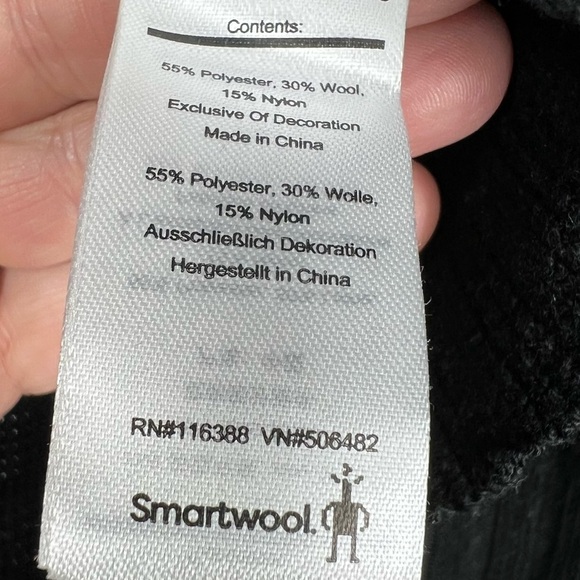 Contents:
55% Polyester, 30% Wool,
15% Nylon
Exclusive Of Decoration
Made in China
55% Polyester, 30% Wolle,
15% Nylon
Ausschließlich Dekoration
Hergestellt in China
RN#116388 VN#506482
Smartwool.